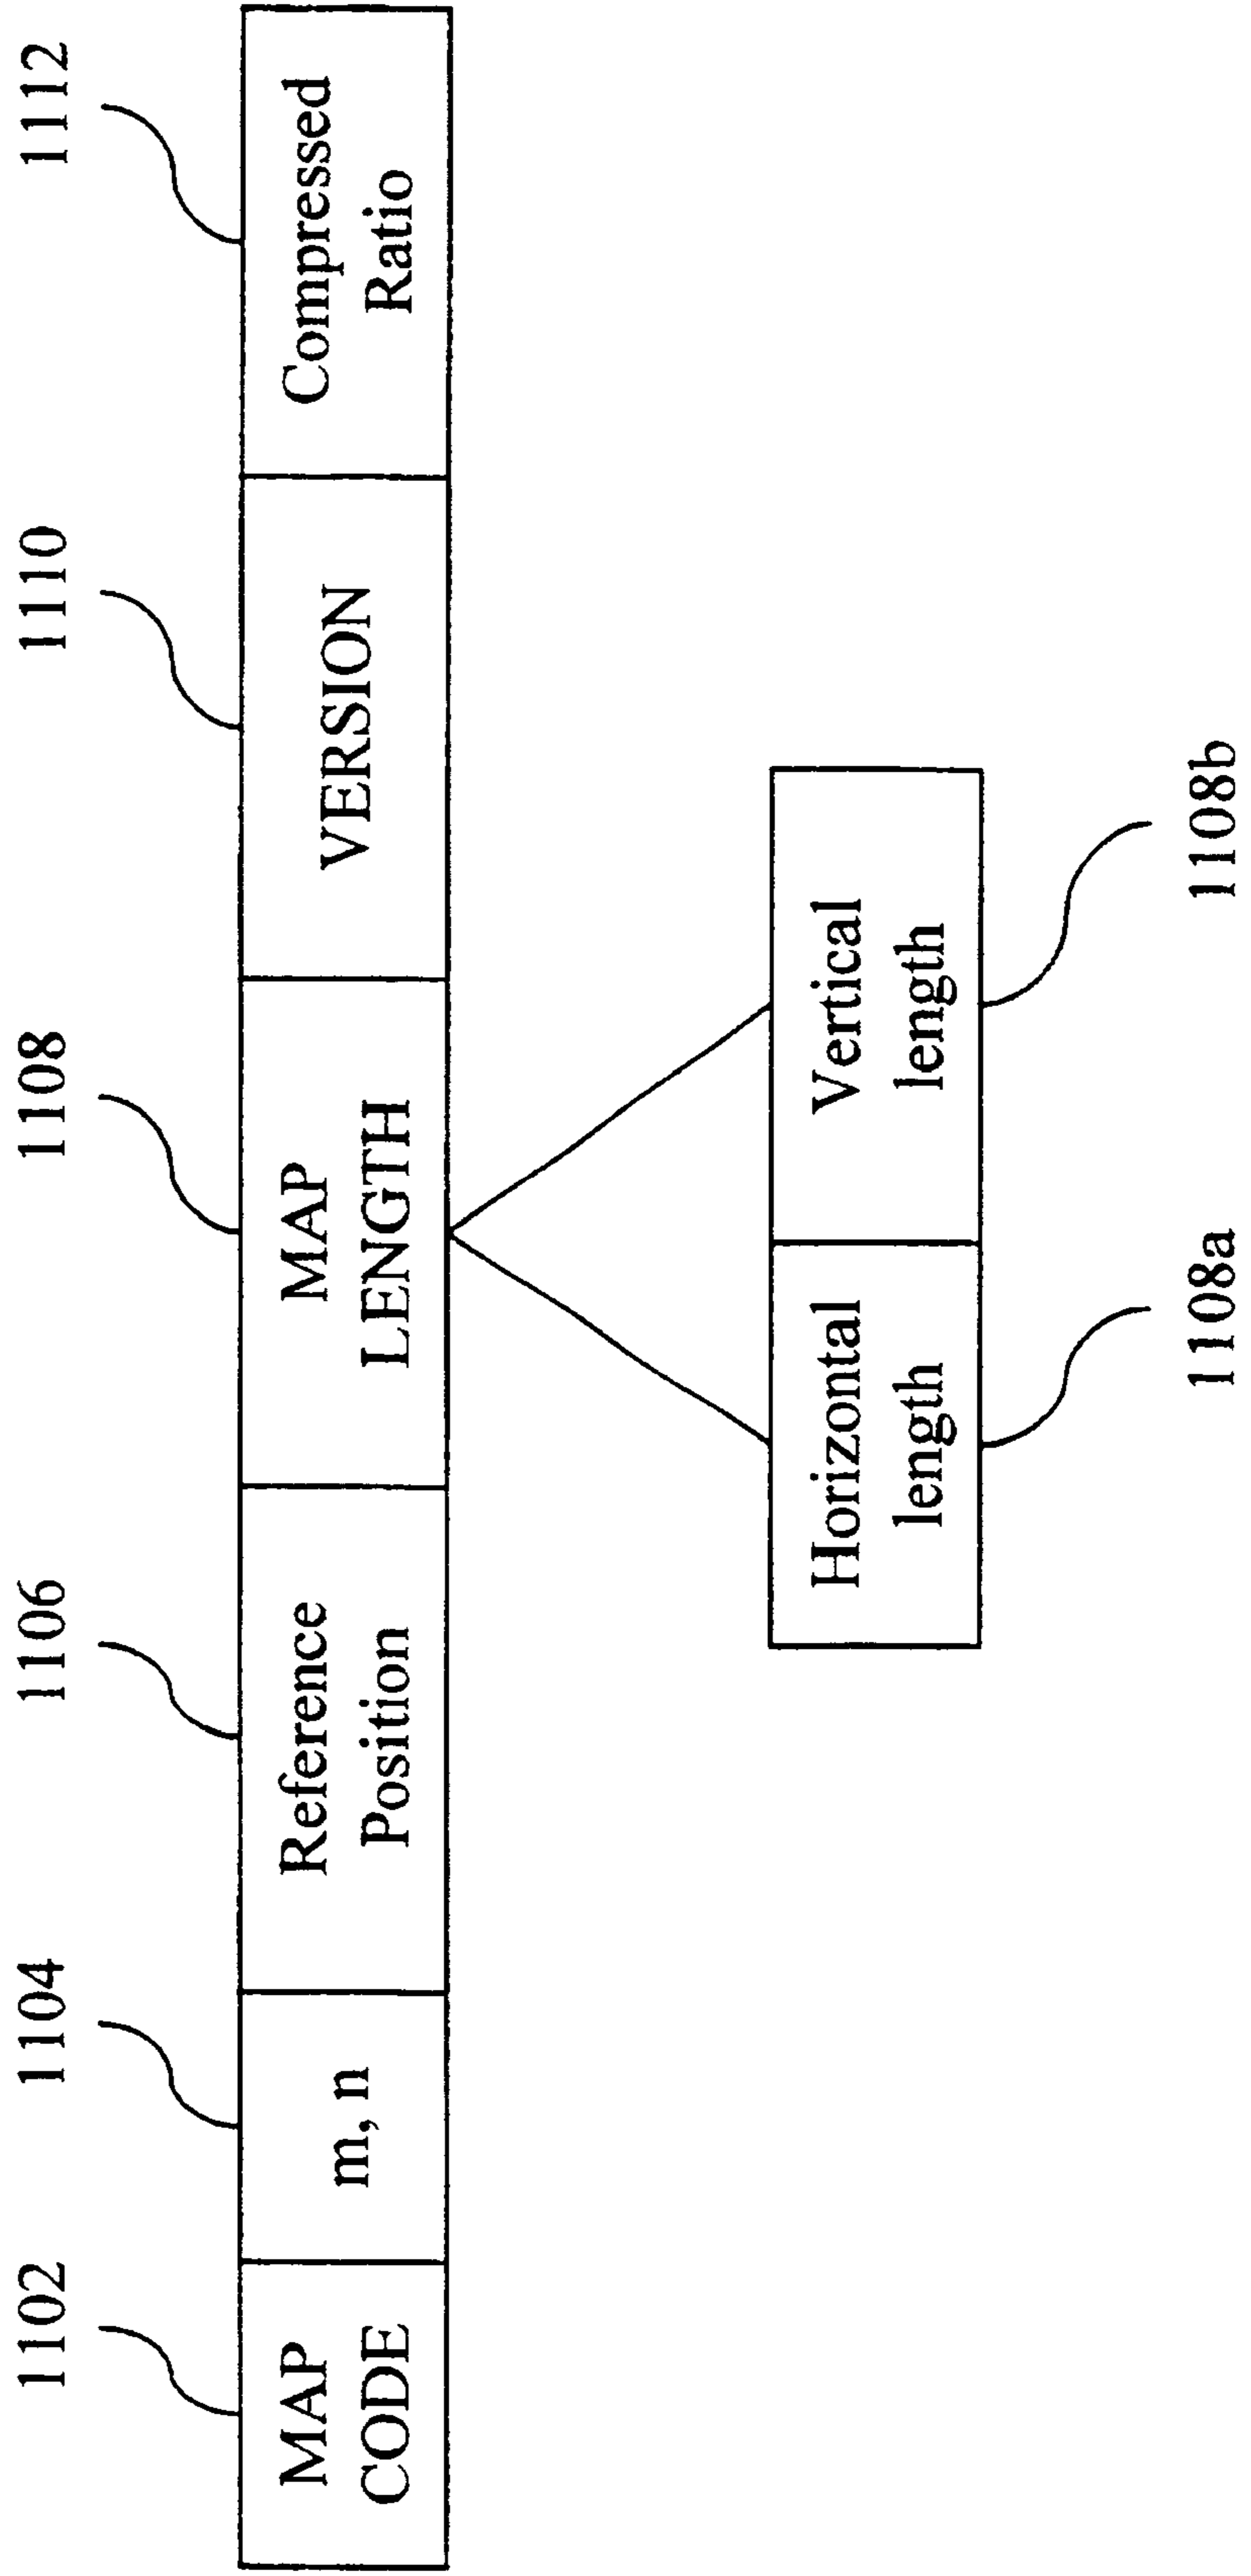 1102
1104
1106
1108
1110
1112
MAP
CODE
m, n
Reference
Position
MAP
LENGTH
VERSION
Compressed
Ratio
Horizontal
length
Vertical
length
1108a
1108b